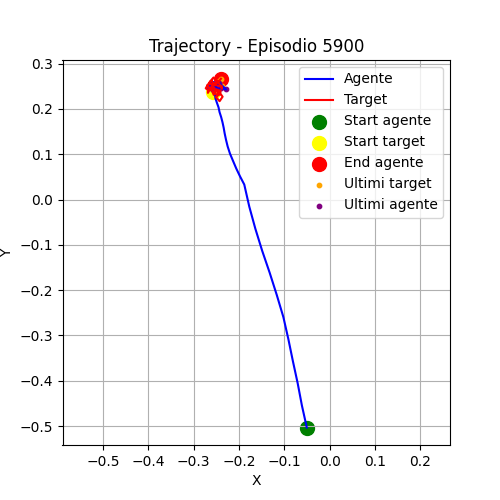 Trajectory - Episodio 5900
0.3
0.2
0.1
0.0
−0.1
−0.2
−0.3
−0.4
−0.5
Y
Agente
Target
Start agente
Start target
End agente
Ultimi target
Ultimi agente
−0.5 −0.4 −0.3 −0.2 −0.1 0.0 0.1 0.2
X